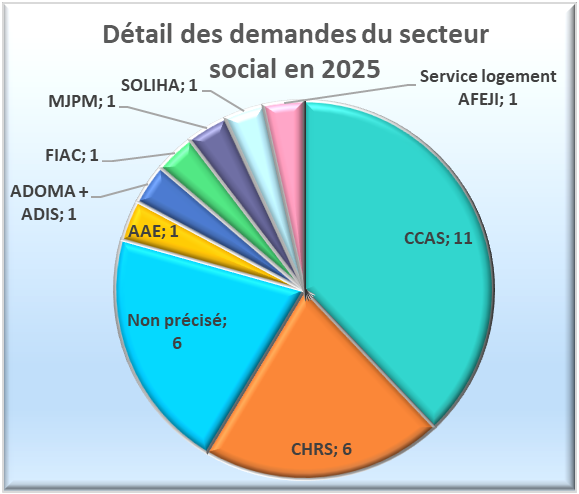 Détail des demandes du secteur
social en 2025
Service logement
AFEJI; 1
SOLIHA; 1
MJPM; 1
FIAC; 1
ADOMA +
ADIS; 1
AAE; 1
CCAS; 11
Non précisé;
6
CHRS; 6